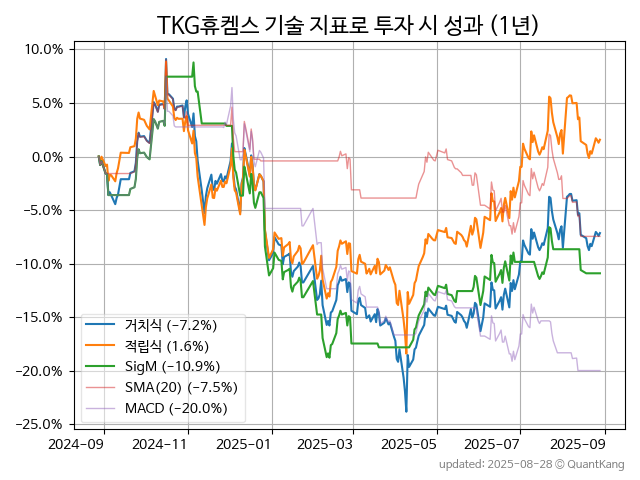 TKG휴켐스 기술 지표로 투자 시 성과 (1년)
10.0%
5.0%
0.0%
−5.0%
−10.0%
−15.0%
−20.0%
−25.0%
거치식 (−7.2%)
적립식 (1.6%)
SigM (−10.9%)
SMA(20) (−7.5%)
MACD (−20.0%)
2024-09 2024-11 2025-01 2025-03 2025-05 2025-07 2025-09
updated: 2025-08-28 © QuantKang